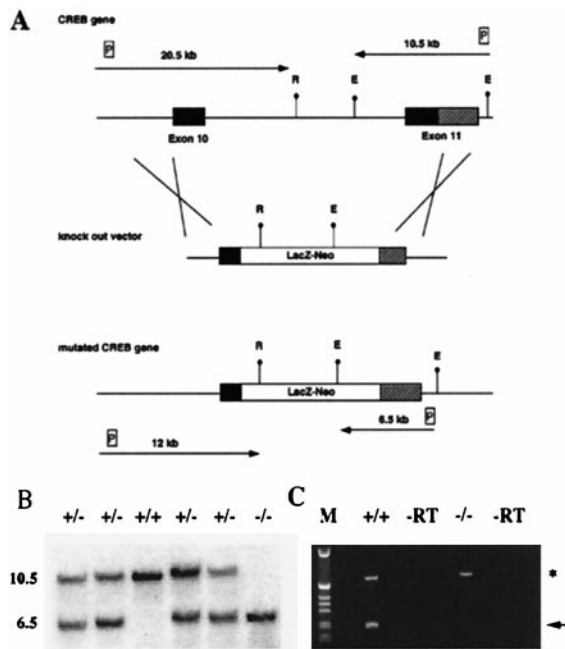 A
CREB gene
P
P
20.5 kb
10.5 kb
R
E
E
Exon 10
Exon 11
knock out vector
R
E
LacZ-Neo
mutated CREB gene
R
E
E
LacZ-Neo
6.5 kb
P
P
12 kb
B
+/- +/- +/+ +/- +/- -/-
10.5
6.5
C
M +/+ -RT -/- -RT
*